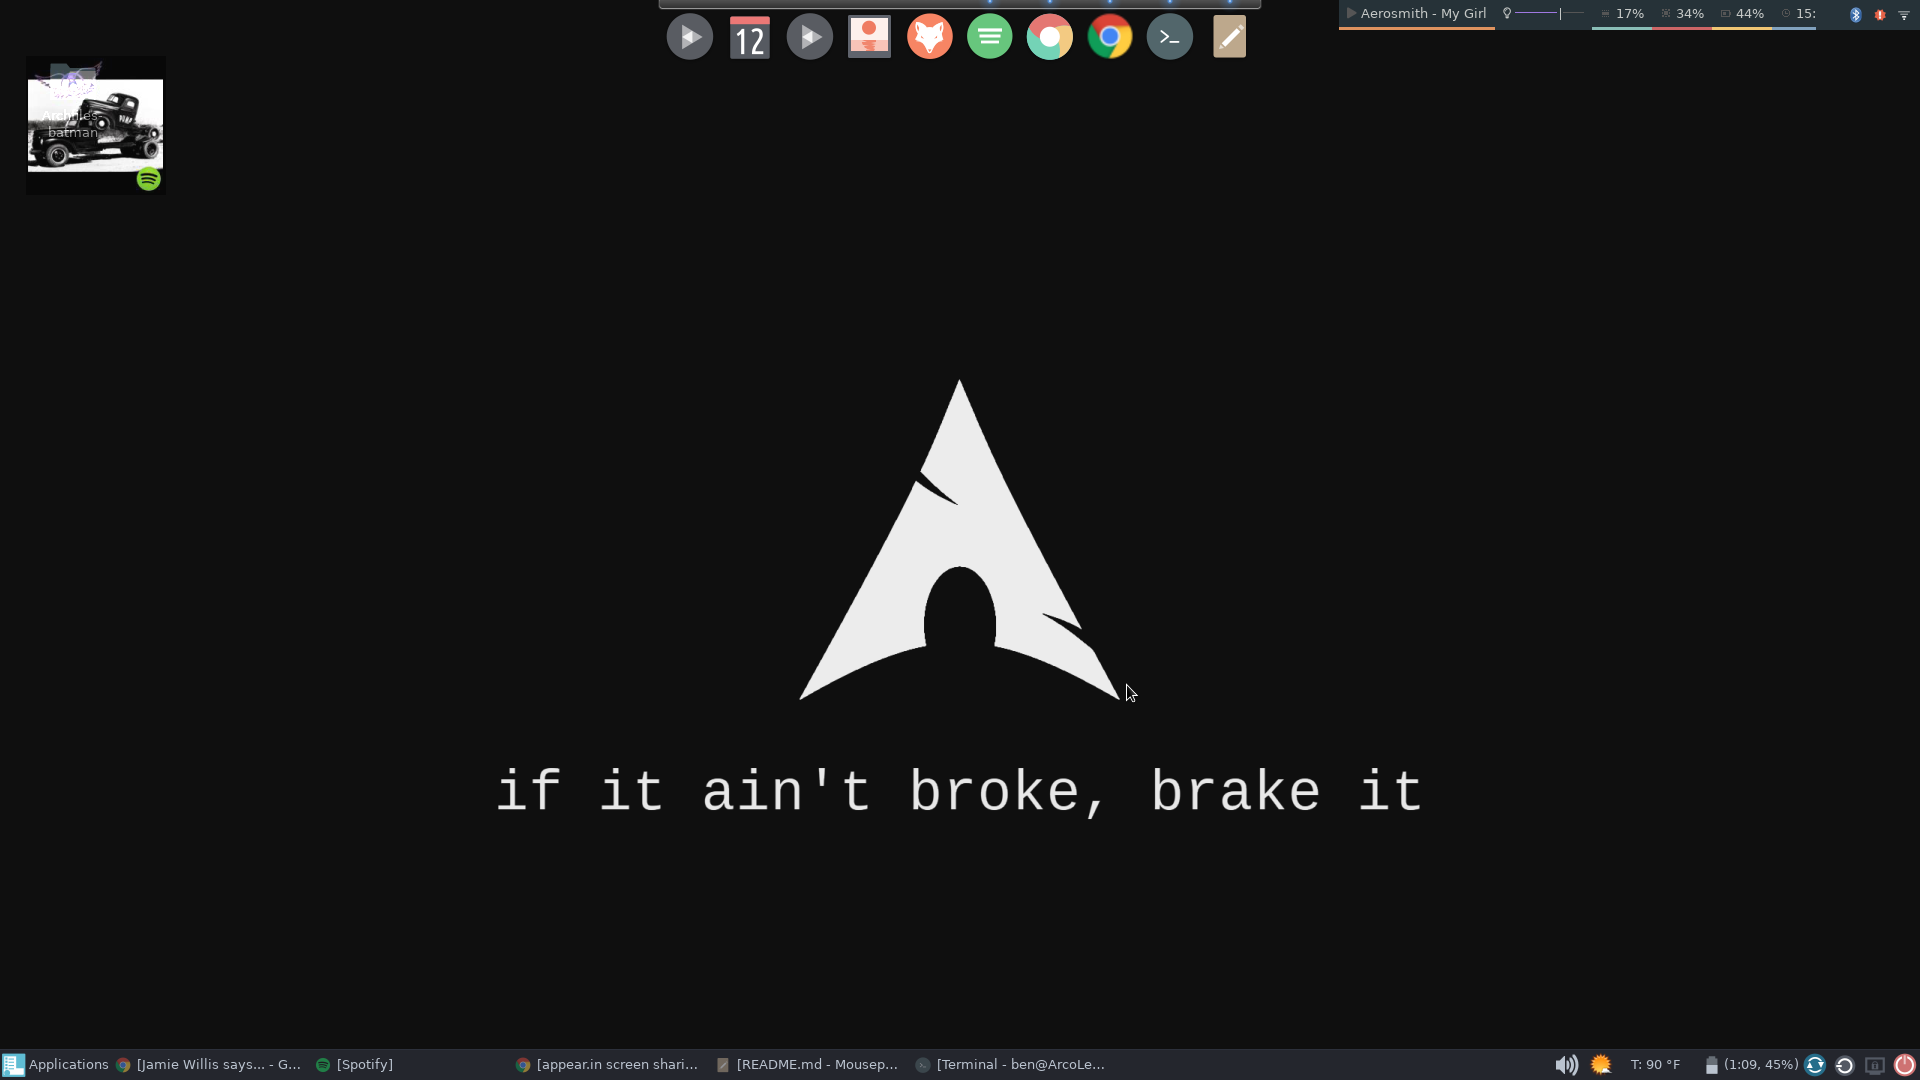 12
Aerosmith - My Girl
17%
34%
44%
15:
Archfiles-
batman
if it ain't broke, brake it
Applications
[Jamie Willis says... - G...
[Spotify]
[appear.in screen shari...
[README.md - Mousep...
[Terminal - ben@ArcoLe...
T: 90 °F
(1:09, 45%)